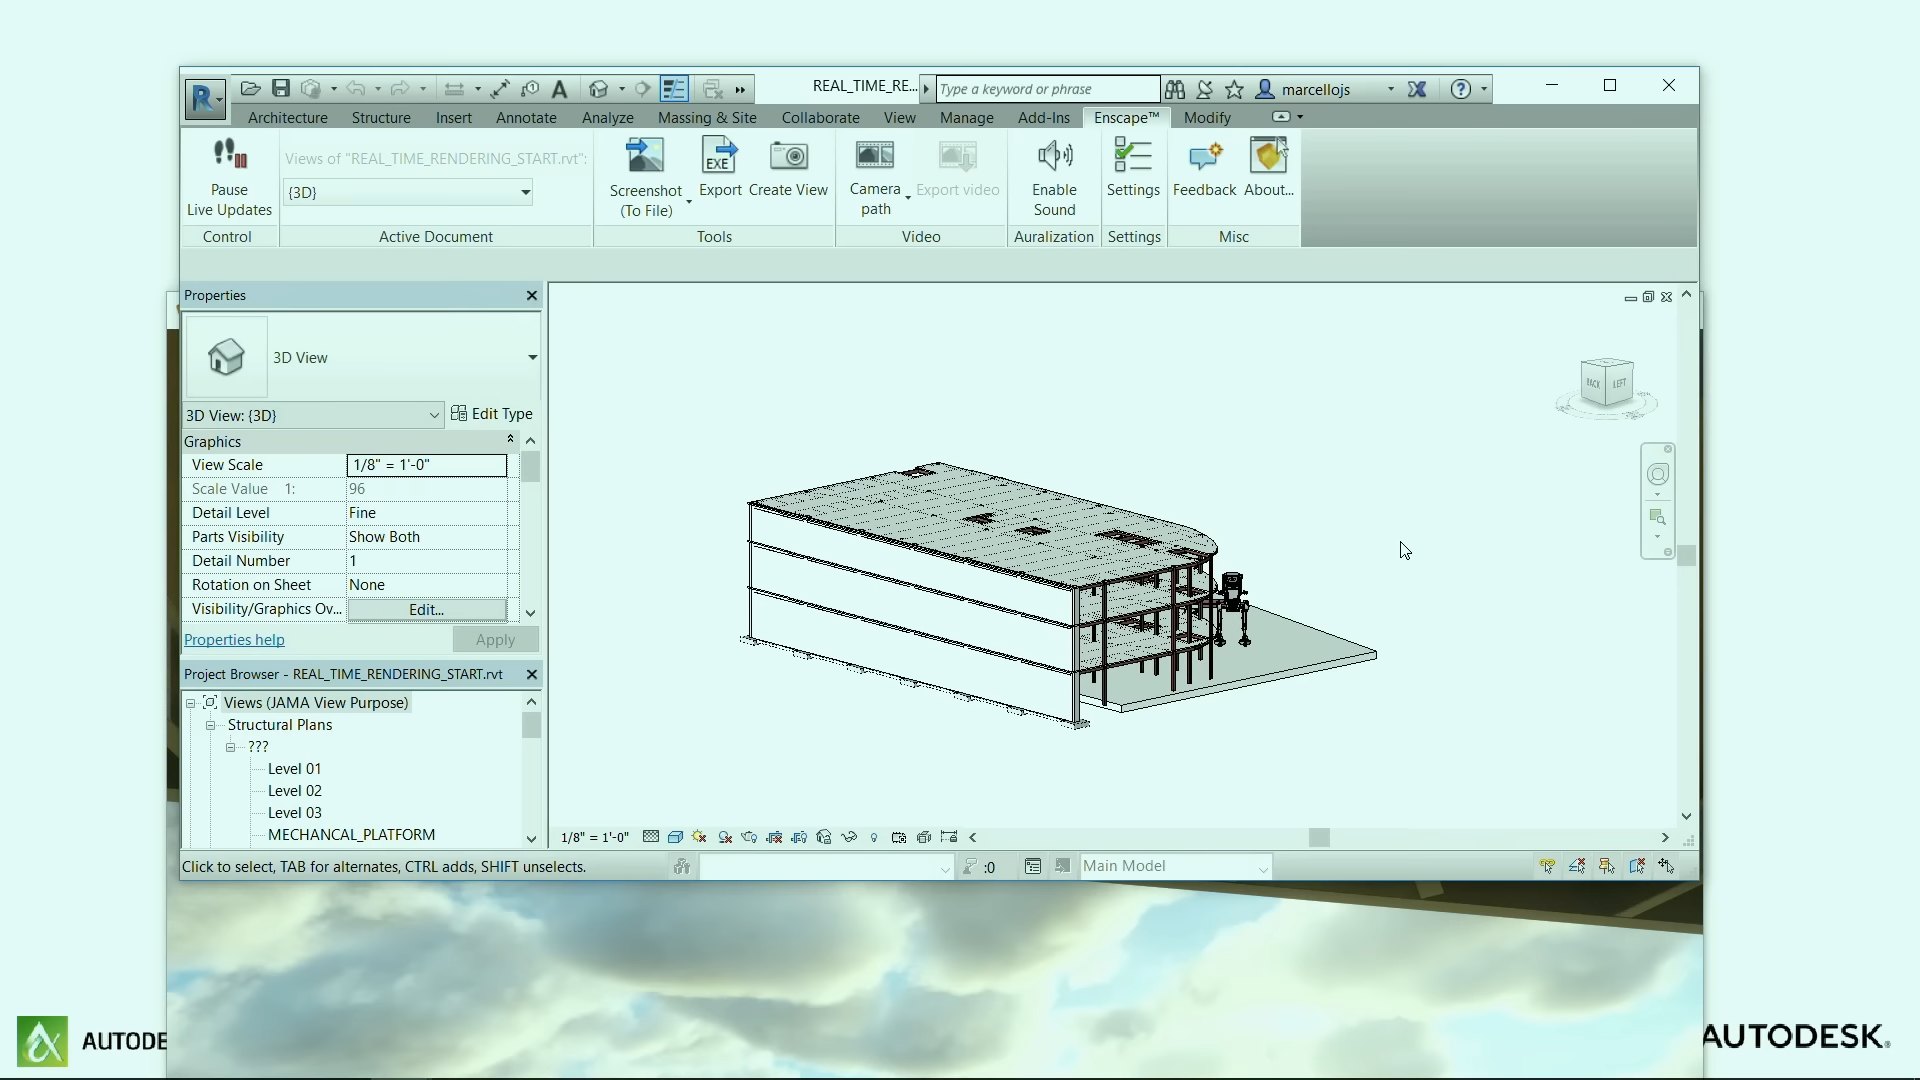 REAL_TIME_RE...
Type a keyword or phrase
marcellojs
Architecture Structure Insert Annotate Analyze Massing & Site Collaborate View Manage Add-Ins Enscape™ Modify
Views of "REAL_TIME_RENDERING_START.rvt":
{3D}
Pause
Live Updates
Screenshot
(To File)
EXE
Export
Create View
Camera
path
Export video
Enable
Sound
Settings
Feedback
About...
Control Active Document Tools Video Auralization Settings Misc
Properties
3D View
3D View: {3D}
Edit Type
Graphics
View Scale 1/8" = 1'-0"
Scale Value 1: 96
Detail Level Fine
Parts Visibility Show Both
Detail Number 1
Rotation on Sheet None
Visibility/Graphics Ov... Edit...
Properties help Apply
Project Browser - REAL_TIME_RENDERING_START.rvt
Views (JAMA View Purpose)
Structural Plans
???
Level 01
Level 02
Level 03
MECHANCAL_PLATFORM
BACK LEFT
1/8" = 1'-0"
Click to select, TAB for alternates, CTRL adds, SHIFT unselects.
:0
Main Model
AUTODE
AUTODESK.